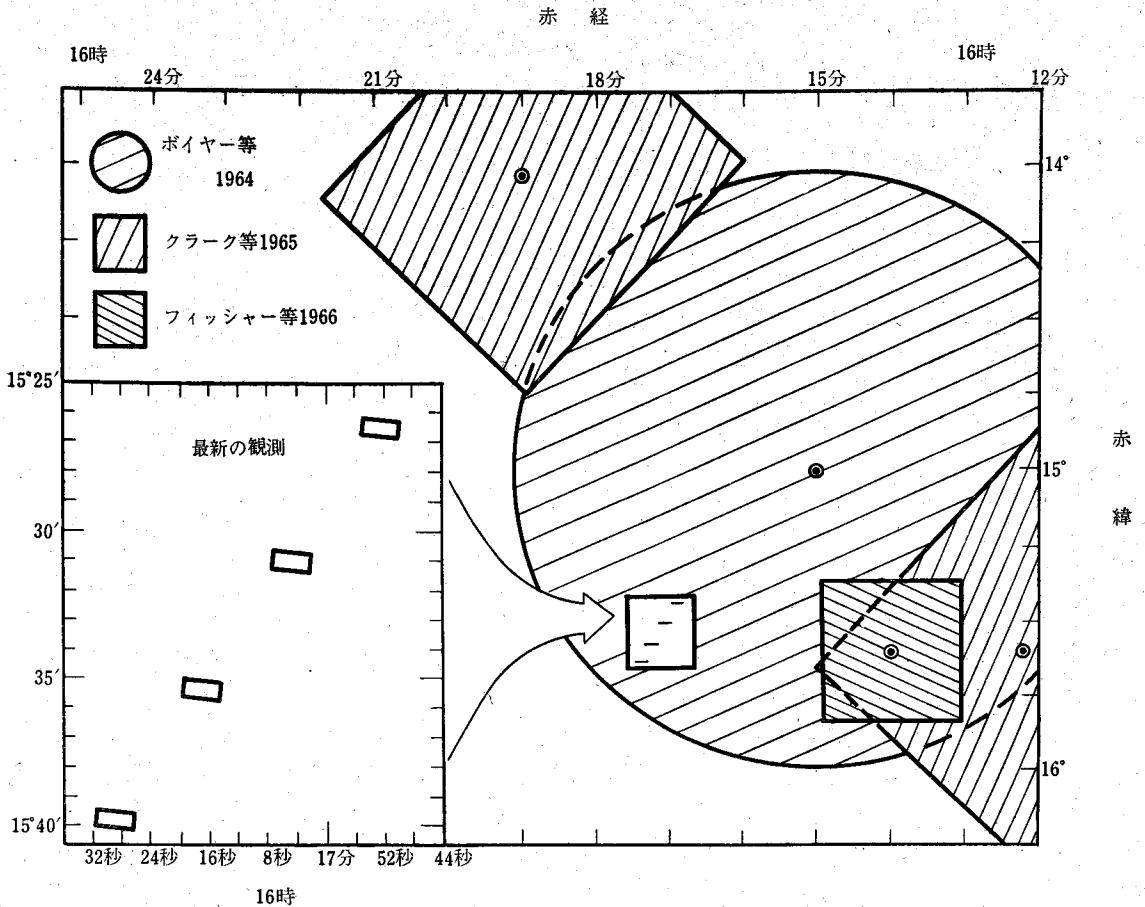 赤 経
16時
16時
24分
21分
18分
15分
12分
ボイヤー等
1964
クラーク等1965
フィッシャー等1966
14°
15°
16°
赤
緯
15°25′
最新の観測
30′
35′
15°40′
32秒
24秒
16秒
8秒
17分
52秒
44秒
16時